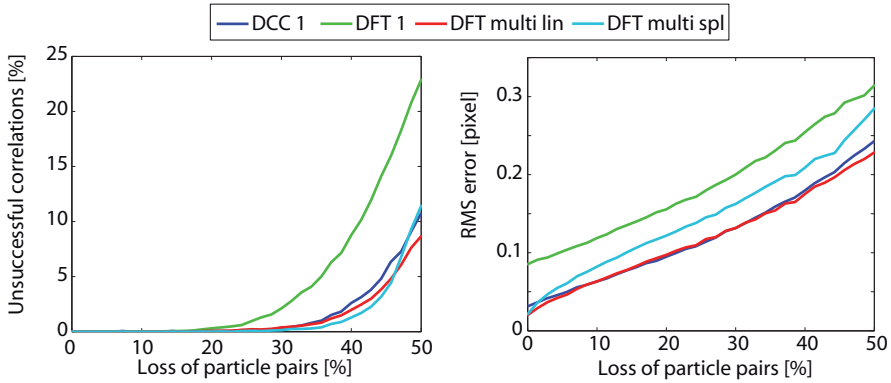 DCC 1 DFT 1 DFT multi lin DFT multi spl
Unsuccessful correlations [%]
25
20
15
10
5
0
0 10 20 30 40 50
Loss of particle pairs [%]
RMS error [pixel]
0.3
0.2
0.1
0
0 10 20 30 40 50
Loss of particle pairs [%]